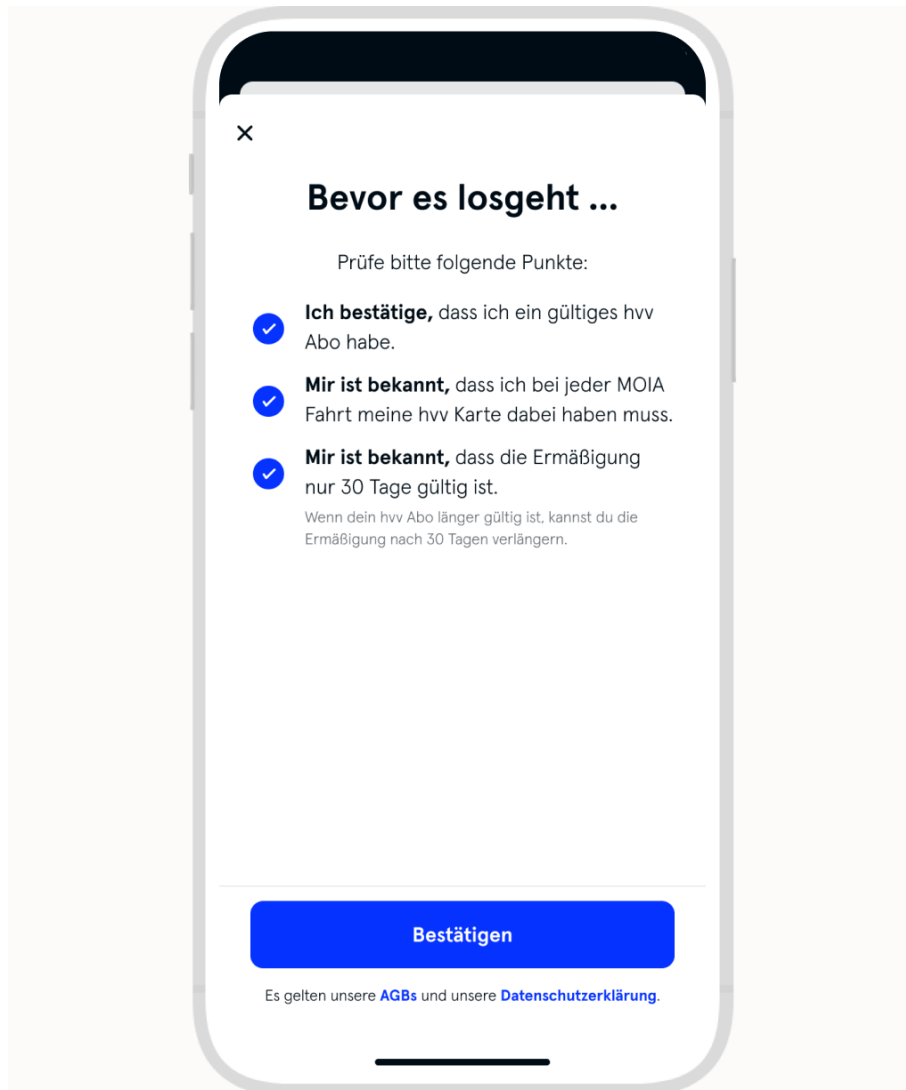 Bevor es losgeht ...
Prüfe bitte folgende Punkte:
Ich bestätige, dass ich ein gültiges hvv
Abo habe.
Mir ist bekannt, dass ich bei jeder MOIA
Fahrt meine hvv Karte dabei haben muss.
Mir ist bekannt, dass die Ermäßigung
nur 30 Tage gültig ist.
Wenn dein hvv Abo länger gültig ist, kannst du die
Ermäßigung nach 30 Tagen verlängern.
Bestätigen
Es gelten unsere AGBs und unsere Datenschutzerklärung.